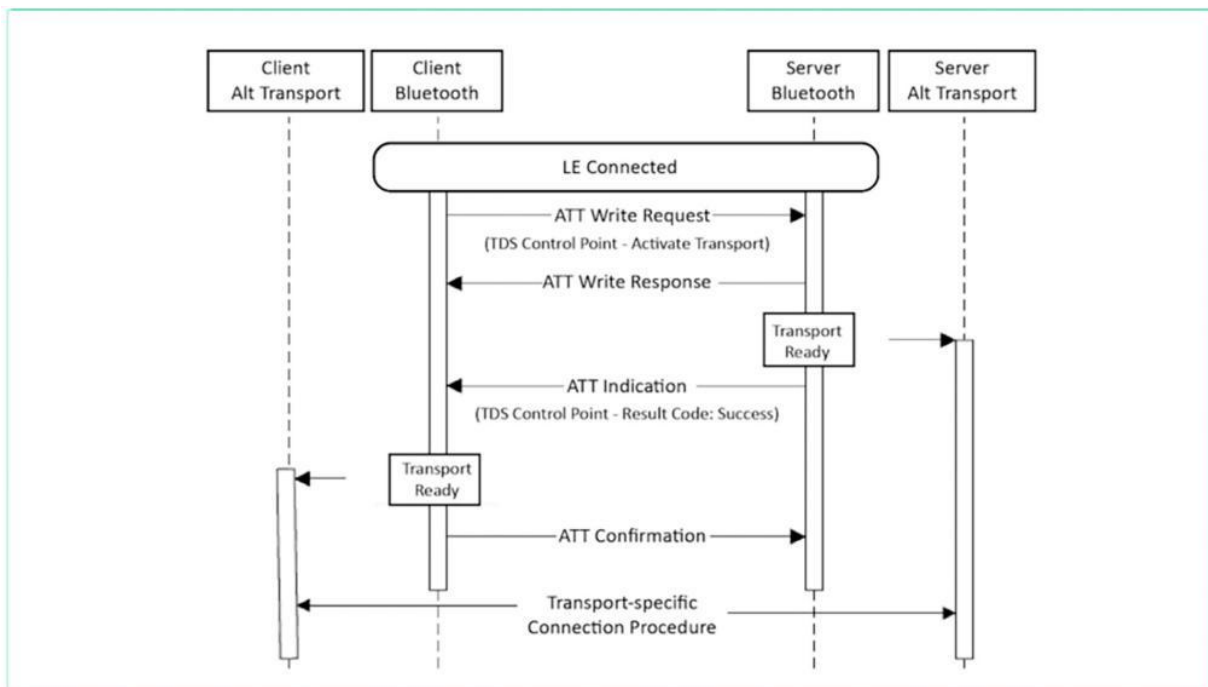 Client
Alt Transport
Client
Bluetooth
Server
Bluetooth
Server
Alt Transport
LE Connected
ATT Write Request
(TDS Control Point - Activate Transport)
ATT Write Response
Transport
Ready
ATT Indication
(TDS Control Point - Result Code: Success)
Transport
Ready
ATT Confirmation
Transport-specific
Connection Procedure